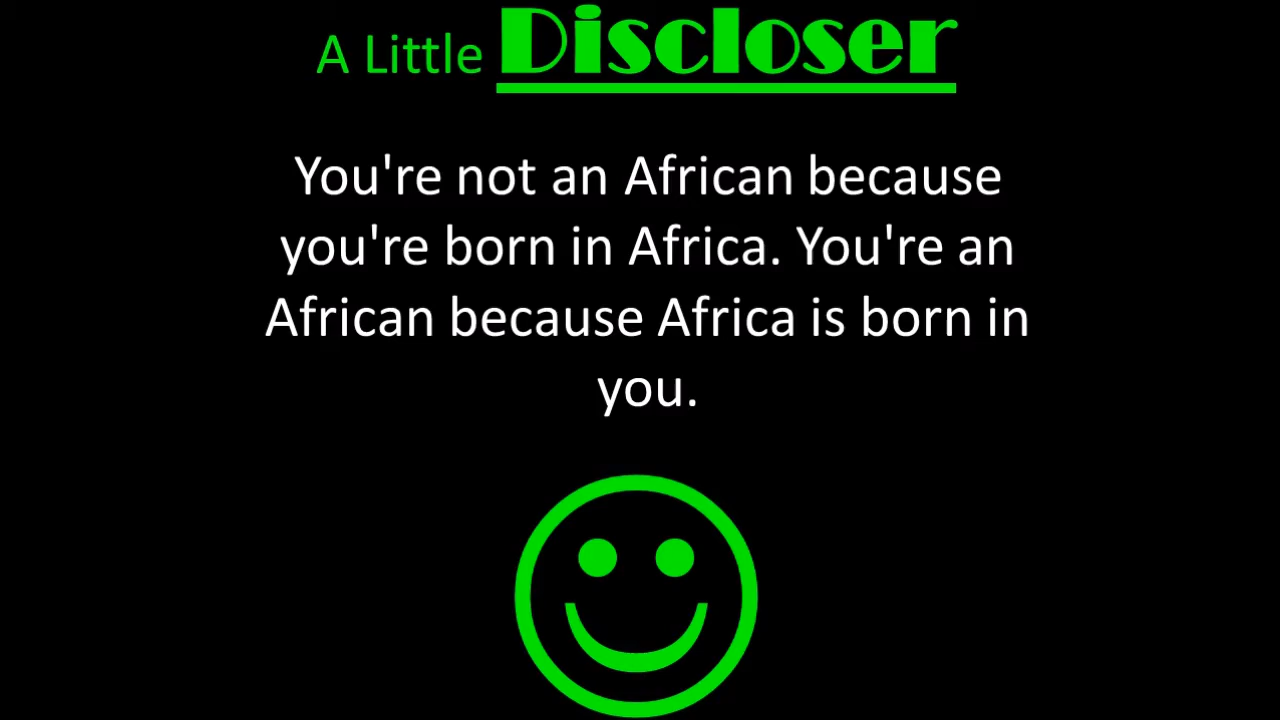 A Little Discloser
You're not an African because
you're born in Africa. You're an
African because Africa is born in
you.